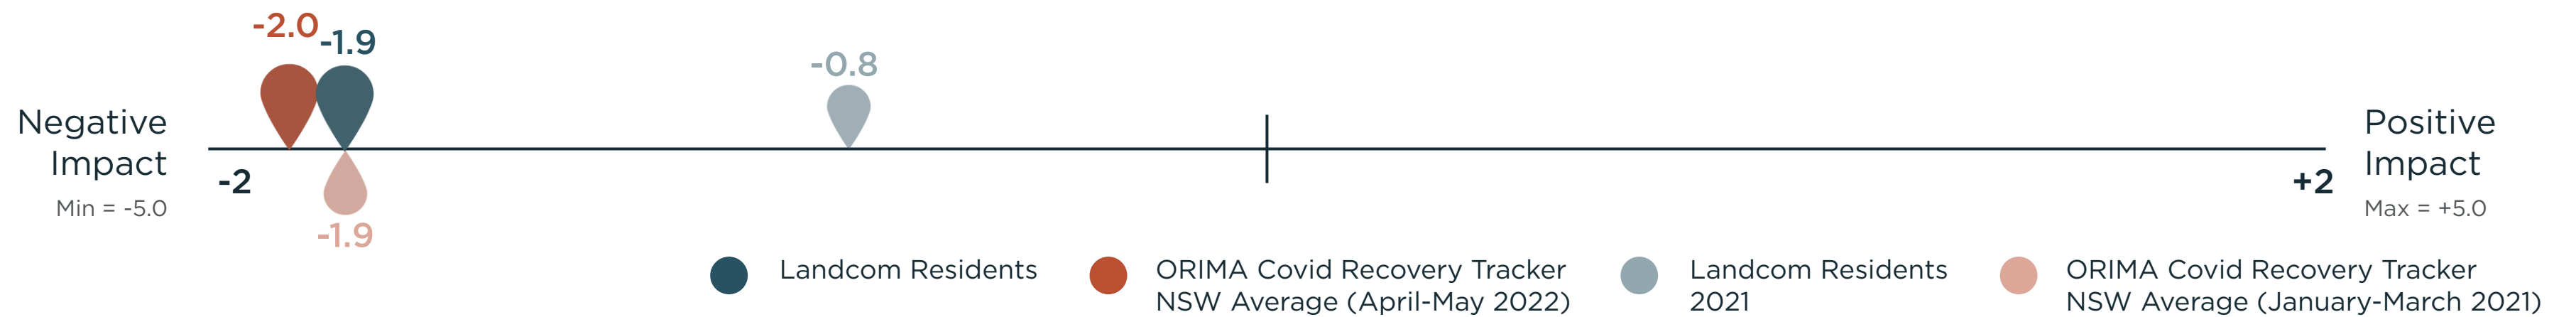 -2.0
-1.9
-0.8
Negative
Impact
Min = -5.0
-2
-1.9
+2
Positive
Impact
Max = +5.0
Landcom Residents
ORIMA Covid Recovery Tracker
NSW Average (April-May 2022)
Landcom Residents
2021
ORIMA Covid Recovery Tracker
NSW Average (January-March 2021)